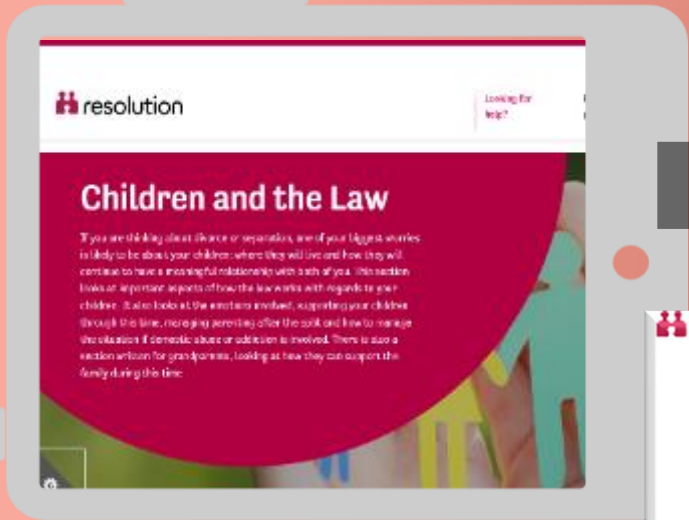 resolution
Looking for
help?
Children and the Law
If you are thinking about divorce or separation, one of your biggest worries
is likely to be about your children: where they will live and how they will
continue to have a meaningful relationship with both of you. This section
looks at important aspects of how the law works with regards to your
children. It also looks at the emotions involved, supporting your children
through this time, managing parenting after the split and how to manage
the situation if domestic abuse or addiction is involved. There is also a
section written for grandparents, looking at how they can support the
family during this time